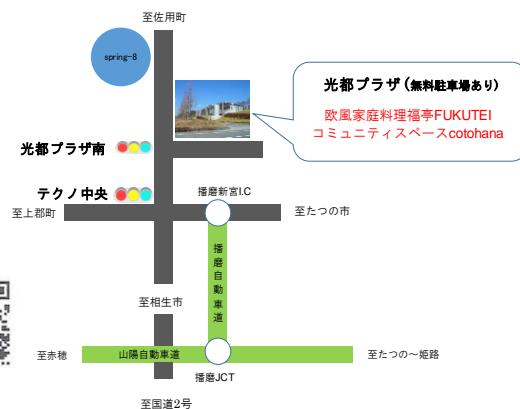 至佐用町
spring-8
光都プラザ(無料駐車場あり)
欧風家庭料理福亭FUKUTEI
コミュニティスペースcotohana
光都プラザ南
テクノ中央
播磨新宮I.C
至上郡町
至たつの市
播磨自動車道
至相生市
至赤穂
山陽自動車道
至たつの～姫路
播磨JCT
至国道2号